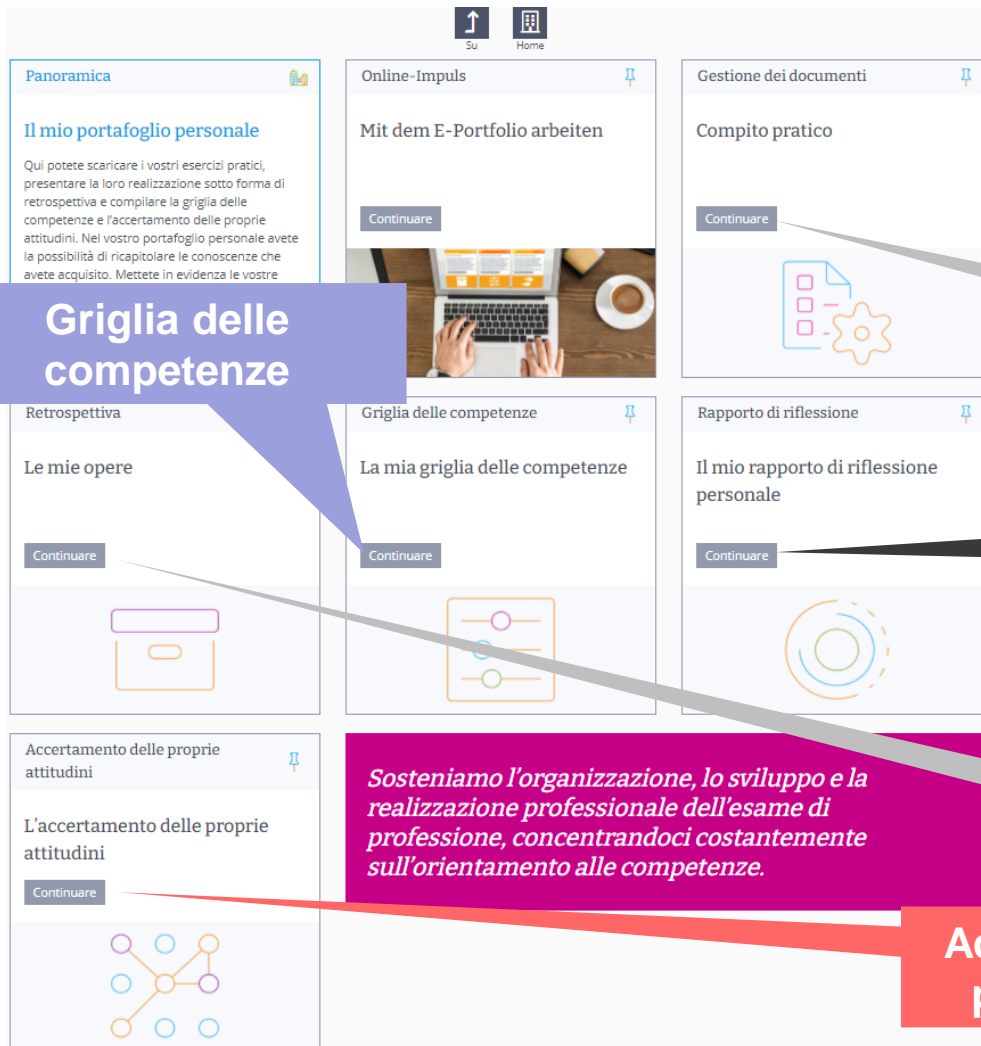 Su
Home
Panoramica
Il mio portafoglio personale
Qui potete scaricare i vostri esercizi pratici,
presentare la loro realizzazione sotto forma di
retrospettiva e compilare la griglia delle
competenze e l'accertamento delle proprie
attitudini. Nel vostro portafoglio personale avete
la possibilità di ricapitolare le conoscenze che
avete acquisito. Mettete in evidenza le vostre
Online-Impuls
Mit dem E-Portfolio arbeiten
Continuare
Gestione dei documenti
Compito pratico
Continuare
Griglia delle
competenze
Retrospettiva
Le mie opere
Continuare
Griglia delle competenze
La mia griglia delle competenze
Continuare
Rapporto di riflessione
Il mio rapporto di riflessione
personale
Continuare
Accertamento delle proprie
attitudini
L'accertamento delle proprie
attitudini
Continuare
Sosteniamo l'organizzazione, lo sviluppo e la
realizzazione professionale dell'esame di
professione, concentrandoci costantemente
sull'orientamento alle competenze.